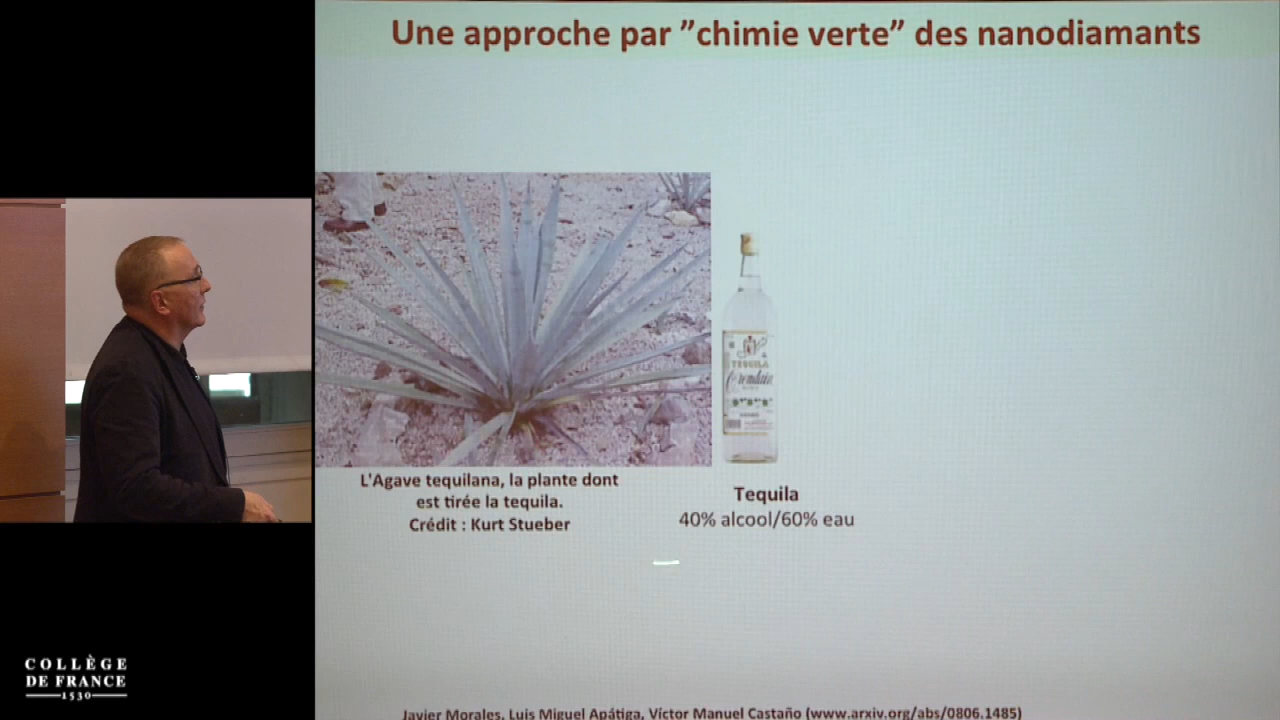 Une approche par ”chimie verte” des nanodiamants
TEQUILA
L'Agave tequilana, la plante dont
est tirée la tequila.
Crédit : Kurt Stueber
Tequila
40% alcool/60% eau
COLLÈGE
DE FRANCE
1530
Javier Morales, Luis Miguel Apátiga, Víctor Manuel Castaño (www.arxiv.org/abs/0806.1485)